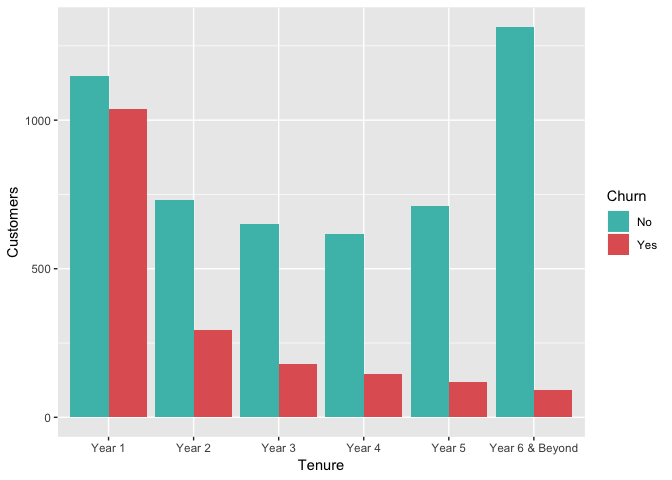 Customers
1000
500
0
Year 1
Year 2
Year 3
Year 4
Year 5
Year 6 & Beyond
Tenure
Churn
No
Yes